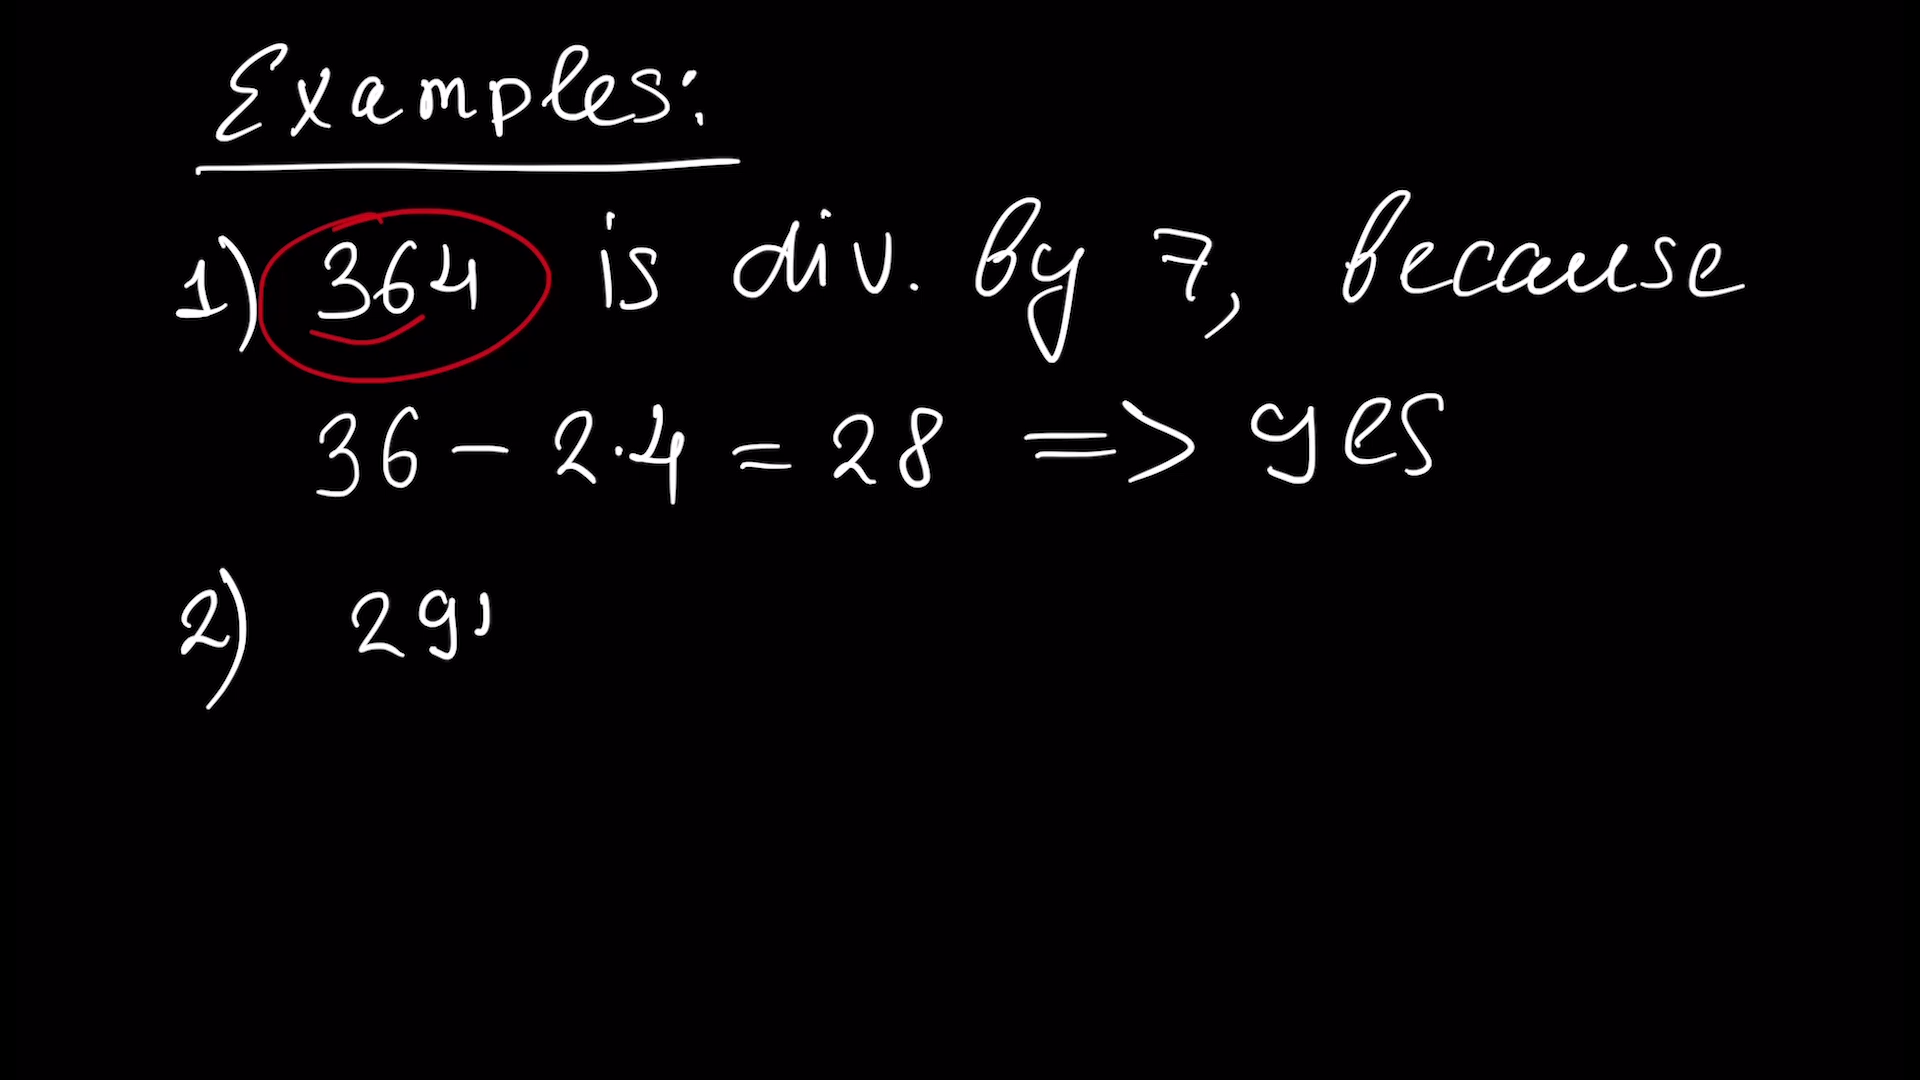 Examples:
1) 364 is div. by 7, because
36 - 2·4 = 28 => yes
2) 29